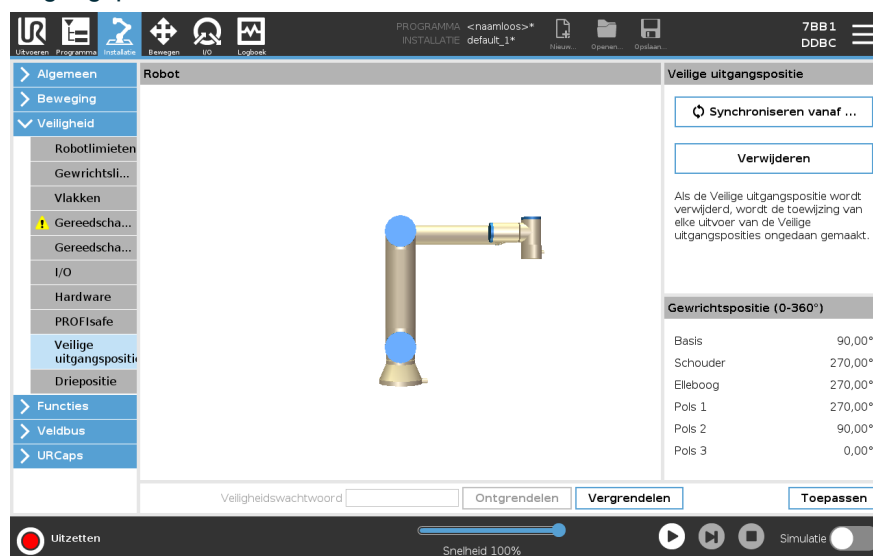 PROGRAMMA <naamloos>*
INSTALLATIE default_1*
7BB1
DDBC
Uitvoeren Programma Installatie Bewegen I/O Logboek Nieuw... Openen... Opslaan...
Algemeen
Beweging
Veiligheid
Robotlimieten
Gewrichtsli...
Vlakken
Gereedscha...
Gereedscha...
I/O
Hardware
PROFIsafe
Veilige
uitgangspositi
Driepositie
Functies
Veldbus
URCaps
Robot
Veilige uitgangspositie
Synchroniseren vanaf ...
Verwijderen
Als de Veilige uitgangspositie wordt
verwijderd, wordt de toewijzing van
elke uitvoer van de Veilige
uitgangsposities ongedaan gemaakt.
Gewrichtspositie (0-360°)
Basis 90,00°
Schouder 270,00°
Elleboog 270,00°
Pols 1 270,00°
Pols 2 90,00°
Pols 3 0,00°
Veiligheidswachtwoord Ontgrendelen Vergrendelen Toepassen
Uitzetten
Snelheid 100%
Simulatie